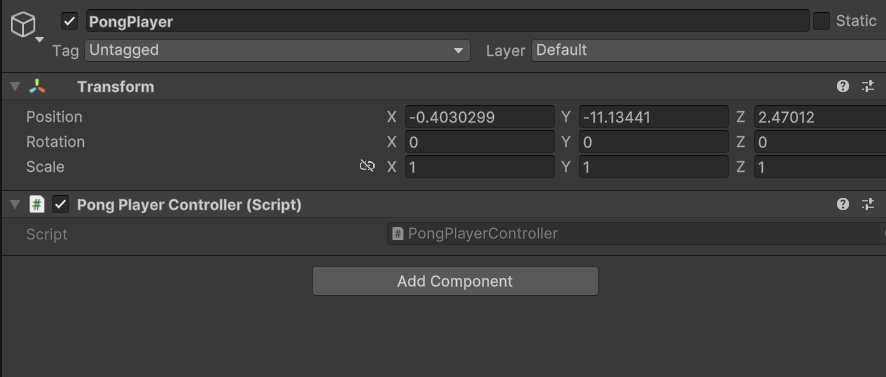 PongPlayer Static
Tag Untagged Layer Default
Transform
Position X -0.4030299 Y -11.13441 Z 2.47012
Rotation X 0 Y 0 Z 0
Scale X 1 Y 1 Z 1
# Pong Player Controller (Script)
Script # PongPlayerController
Add Component